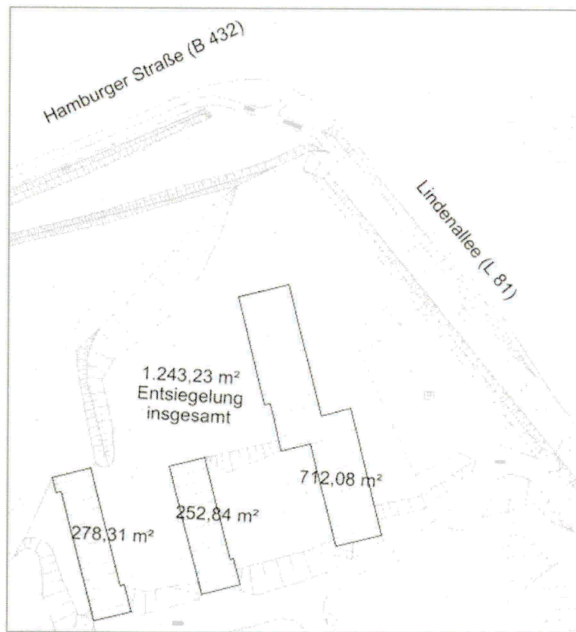 Hamburger Straße (B 432)
Lindenallee (L 81)
1.243,23 m²
Entsiegelung
insgesamt
712,08 m²
252,84 m²
278,31 m²